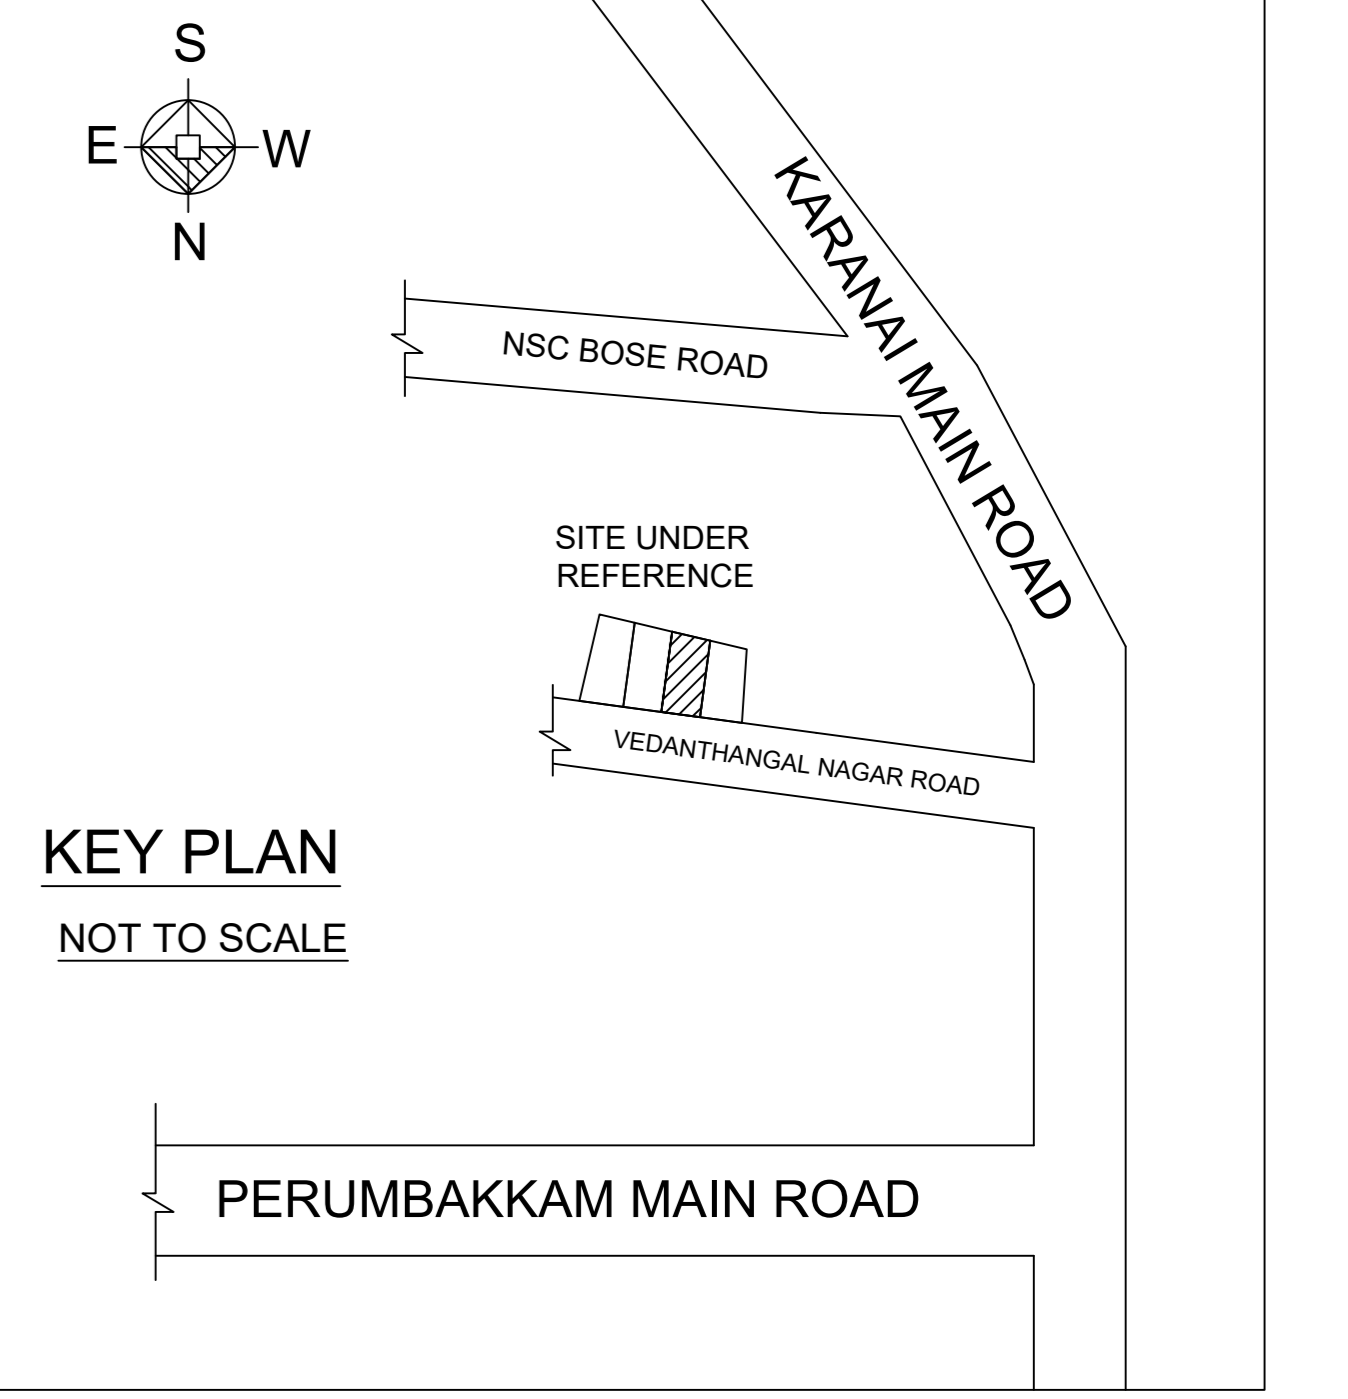 S
E
W
N
KARANAI MAIN ROAD
NSC BOSE ROAD
SITE UNDER
REFERENCE
VEDANTHANGAL NAGAR ROAD
KEY PLAN
NOT TO SCALE
PERUMBAKKAM MAIN ROAD